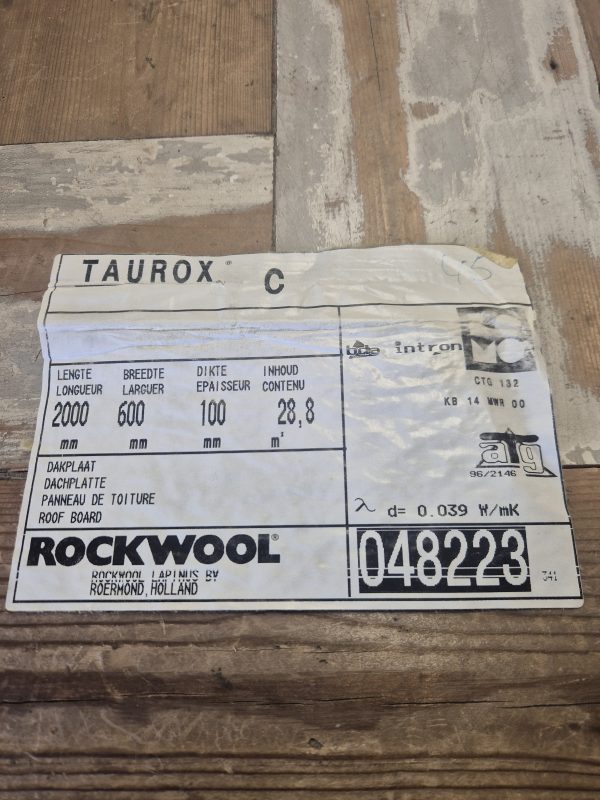 TAUROX® C
45
LENGTE BREEDTE DIKTE INHOUD
LONGUEUR LARGUER EPAISSEUR CONTENU
2000 600 100 28,8
mm mm mm m²
DAKPLAAT
DACHPLATTE
PANNEAU DE TOITURE
ROOF BOARD
bda intron KOMO
CTG 132
KB 14 MWR 00
aTg
96/2146
λ d= 0.039 W/mK
ROCKWOOL®
ROCKWOOL LAPINUS BV
ROERMOND,HOLLAND
048223
341